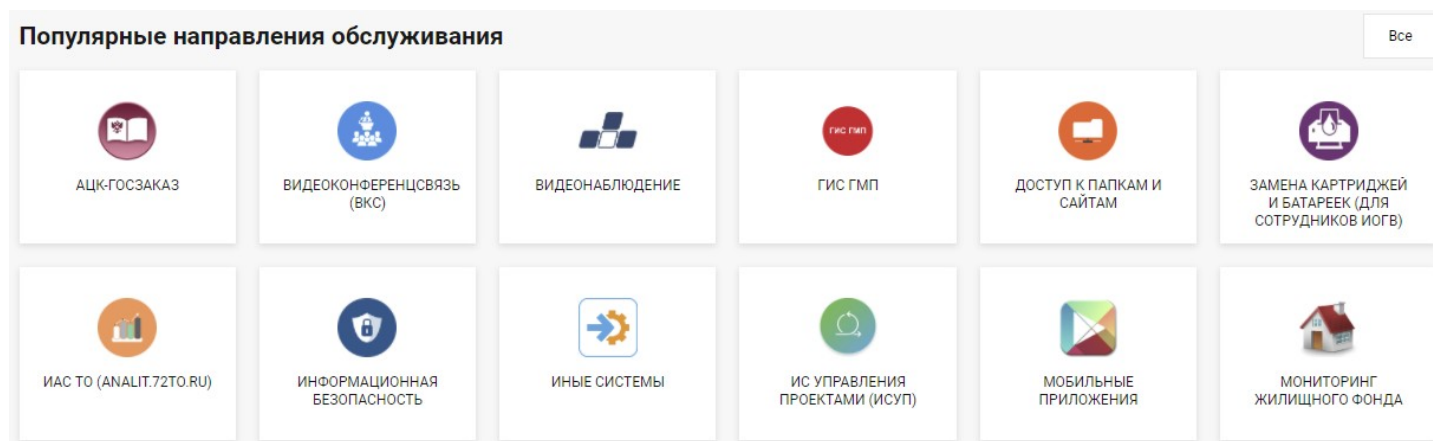 Популярные направления обслуживания
Все
АЦК-ГОСЗАКАЗ
ВИДЕОКОНФЕРЕНЦСВЯЗЬ
(ВКС)
ВИДЕОНАБЛЮДЕНИЕ
ГИС ГМП
ГИС ГМП
ДОСТУП К ПАПКАМ И
САЙТАМ
ЗАМЕНА КАРТРИДЖЕЙ
И БАТАРЕЕК (ДЛЯ
СОТРУДНИКОВ ИОГВ)
ИАС ТО (ANALIT.72TO.RU)
ИНФОРМАЦИОННАЯ
БЕЗОПАСНОСТЬ
ИНЫЕ СИСТЕМЫ
ИС УПРАВЛЕНИЯ
ПРОЕКТАМИ (ИСУП)
МОБИЛЬНЫЕ
ПРИЛОЖЕНИЯ
МОНИТОРИНГ
ЖИЛИЩНОГО ФОНДА